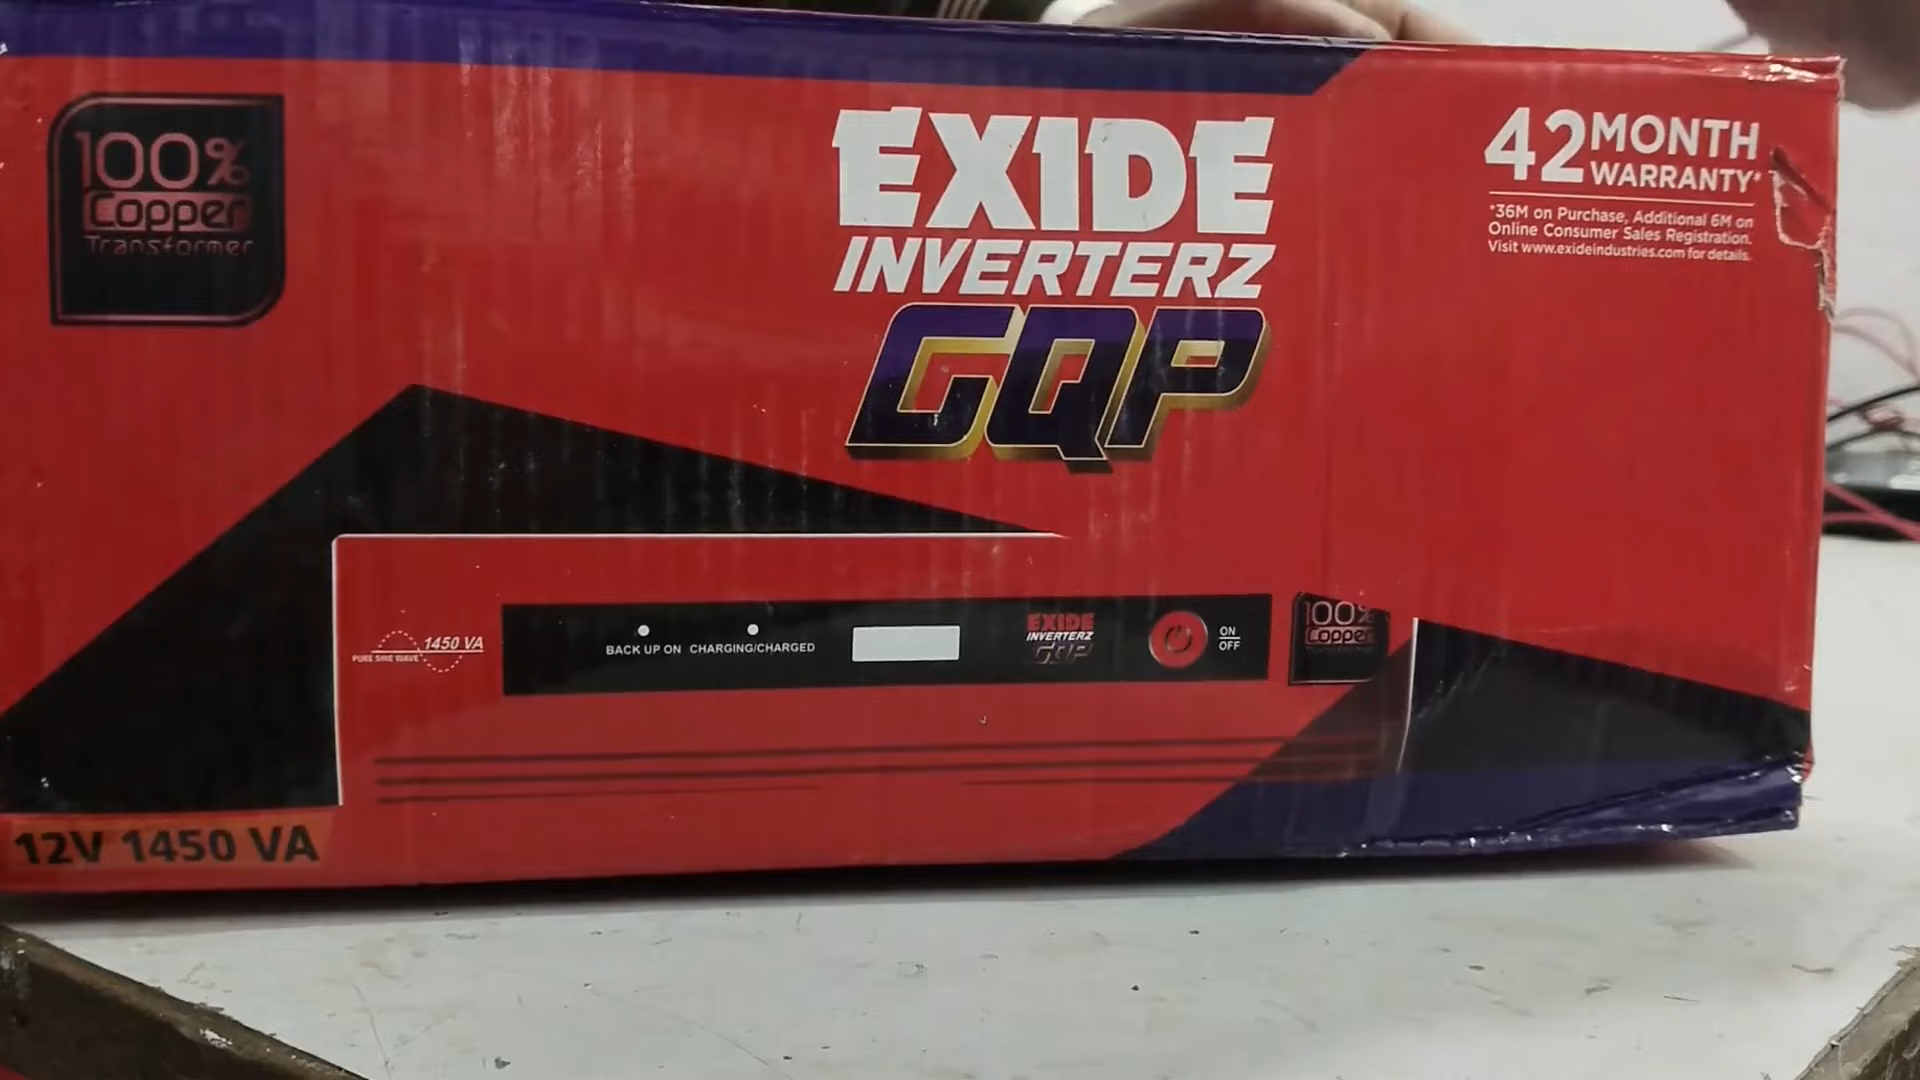 100%
Copper
Transformer
EXIDE
INVERTERZ
GQP
42 MONTH
WARRANTY*
*36M on Purchase, Additional 6M on
Online Consumer Sales Registration.
Visit www.exideindustries.com for details.
1450 VA
PURE SINE WAVE
BACK UP ON
CHARGING/CHARGED
EXIDE
INVERTERZ
GQP
ON
OFF
100%
Copper
Transformer
12V 1450 VA